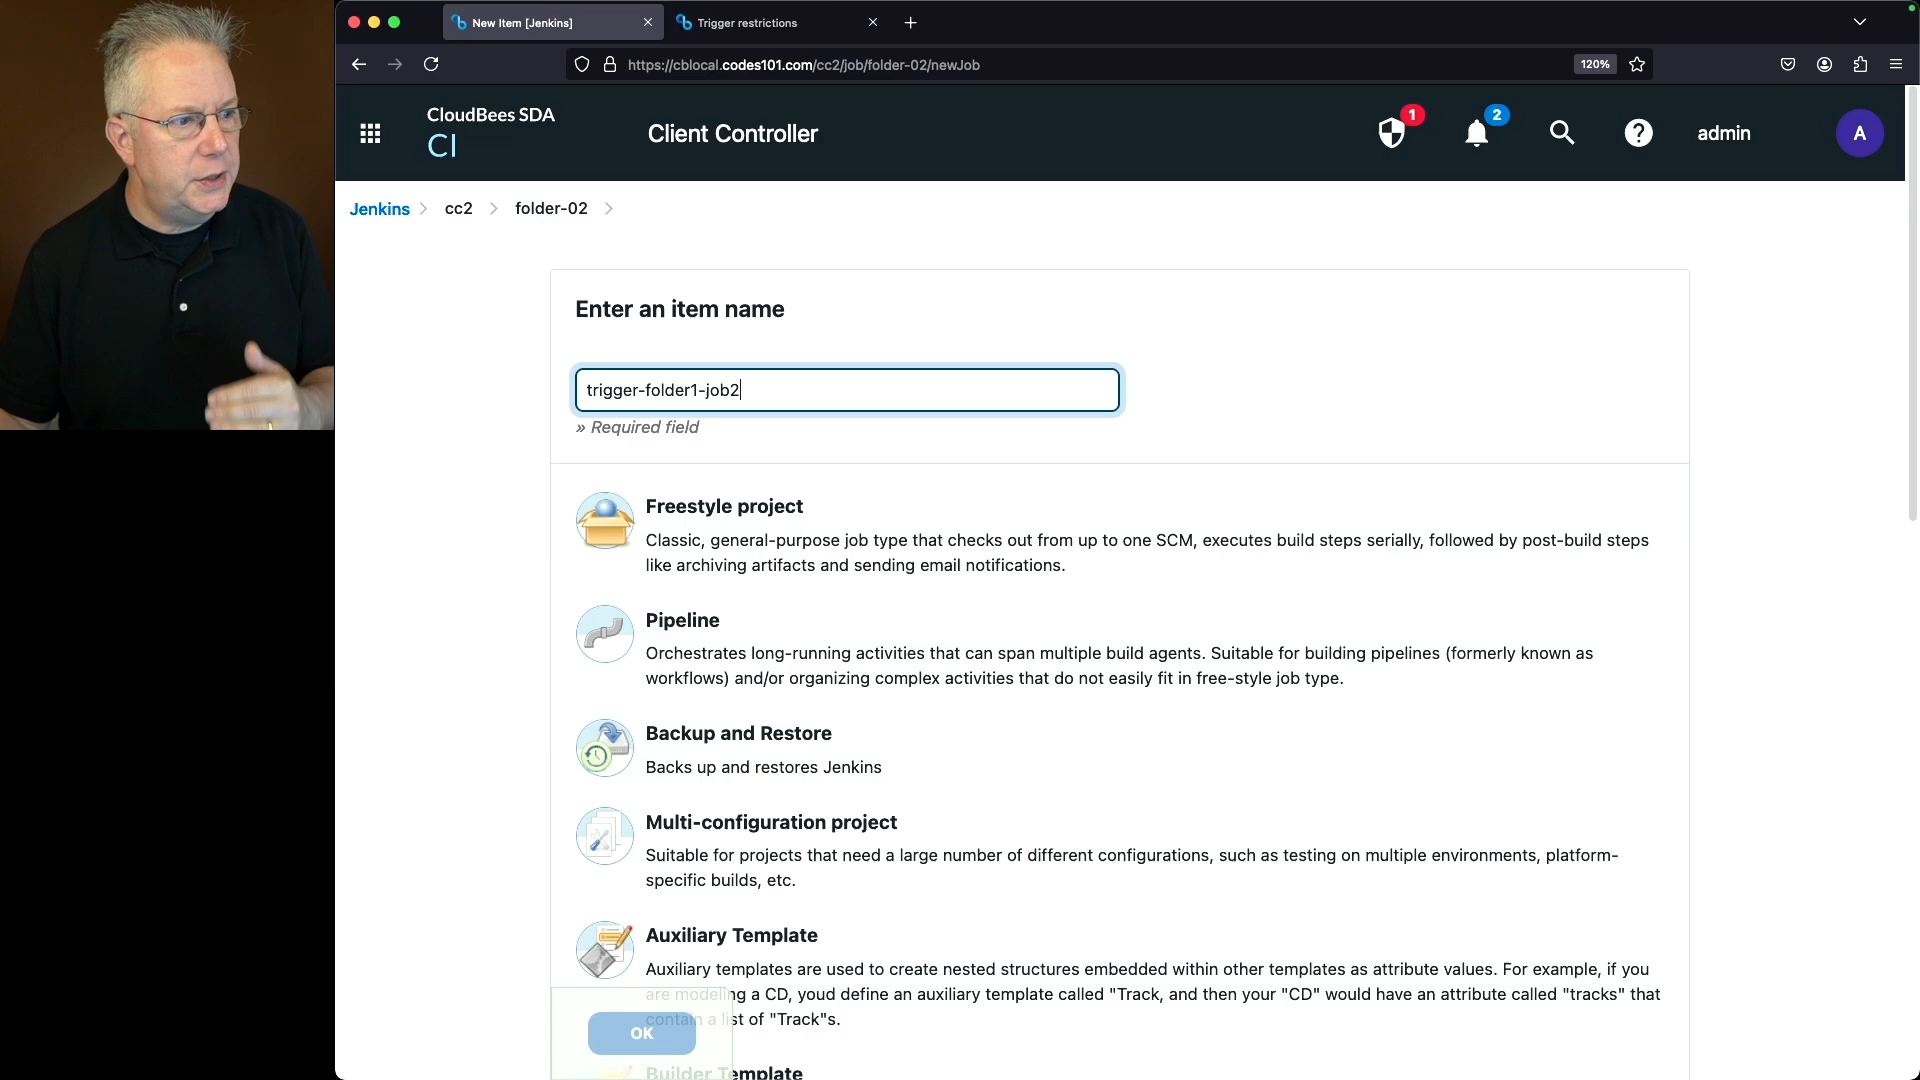 New Item [Jenkins]
Trigger restrictions
https://cblocal.codes101.com/cc2/job/folder-02/newJob
120%
CloudBees SDA
CI
Client Controller
1
2
admin
A
Jenkins
cc2
folder-02
Enter an item name
trigger-folder1-job2
» Required field
Freestyle project
Classic, general-purpose job type that checks out from up to one SCM, executes build steps serially, followed by post-build steps
like archiving artifacts and sending email notifications.
Pipeline
Orchestrates long-running activities that can span multiple build agents. Suitable for building pipelines (formerly known as
workflows) and/or organizing complex activities that do not easily fit in free-style job type.
Backup and Restore
Backs up and restores Jenkins
Multi-configuration project
Suitable for projects that need a large number of different configurations, such as testing on multiple environments, platform-
specific builds, etc.
Auxiliary Template
Auxiliary templates are used to create nested structures embedded within other templates as attribute values. For example, if you
are modeling a CD, youd define an auxiliary template called "Track, and then your "CD" would have an attribute called "tracks" that
contain a list of "Track"s.
OK
Builder Template